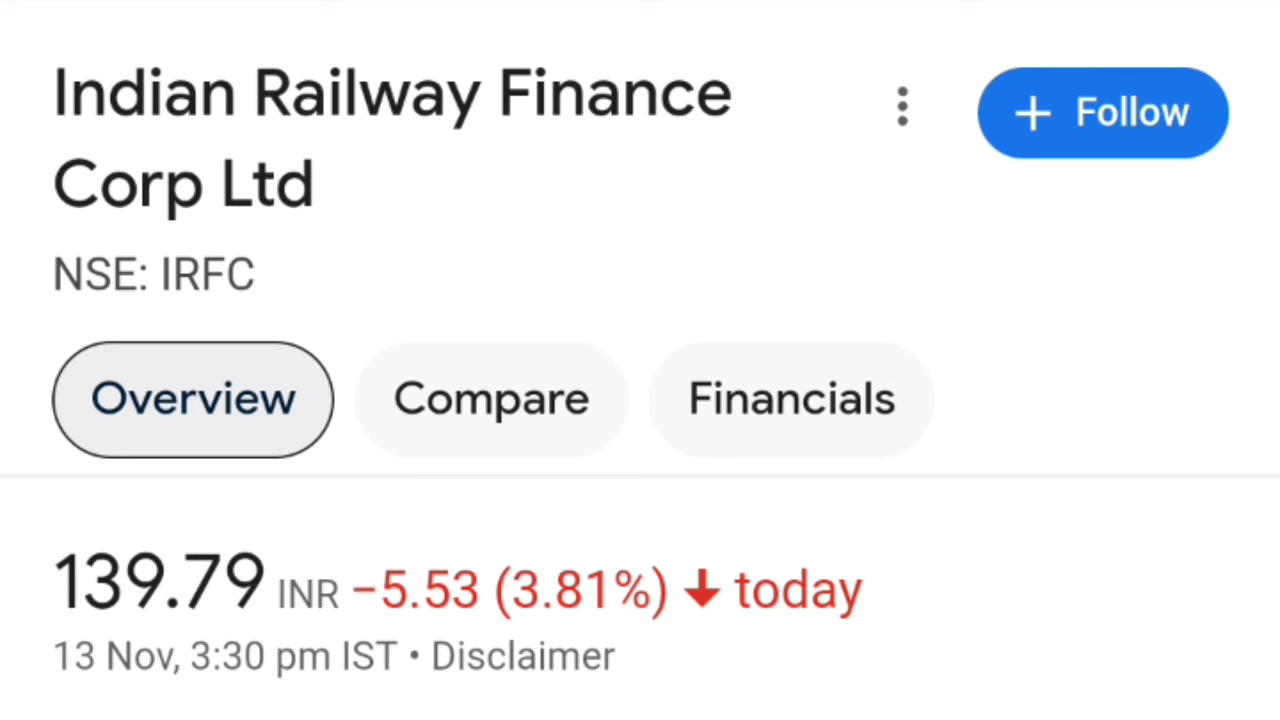 Indian Railway Finance
Corp Ltd
+ Follow
NSE: IRFC
Overview Compare Financials
139.79 INR −5.53 (3.81%) ↓ today
13 Nov, 3:30 pm IST • Disclaimer